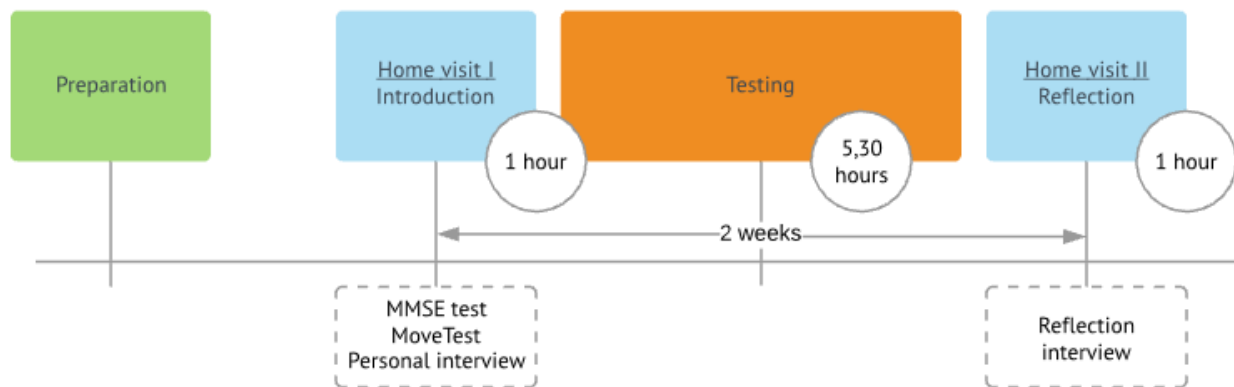 Preparation
Home visit I
Introduction
1 hour
Testing
5,30
hours
Home visit II
Reflection
1 hour
2 weeks
MMSE test
MoveTest
Personal interview
Reflection
interview